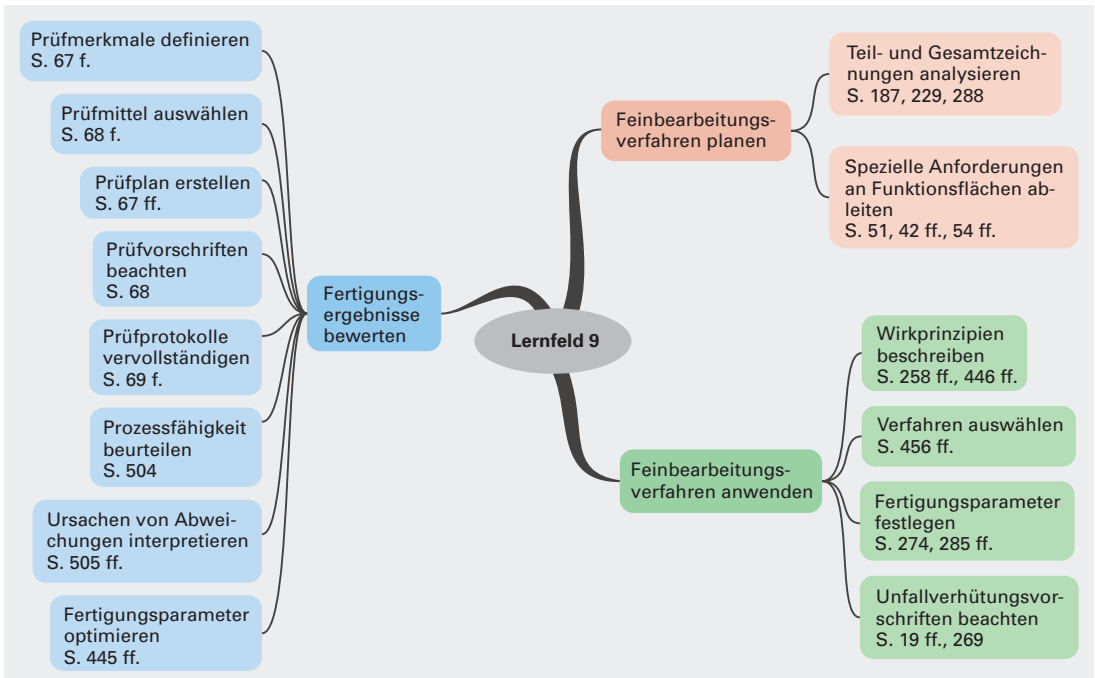 Prüfmerkmale definieren
S. 67 f.
Prüfmittel auswählen
S. 68 f.
Prüfplan erstellen
S. 67 ff.
Prüfvorschriften
beachten
S. 68
Prüfprotokolle
vervollständigen
S. 69 f.
Prozessfähigkeit
beurteilen
S. 504
Ursachen von Abwei-
chungen interpretieren
S. 505 ff.
Fertigungsparameter
optimieren
S. 445 ff.
Fertigungs-
ergebnisse
bewerten
Lernfeld 9
Feinbearbeitungs-
verfahren planen
Teil- und Gesamtzeich-
nungen analysieren
S. 187, 229, 288
Spezielle Anforderungen
an Funktionsflächen ab-
leiten
S. 51, 42 ff., 54 ff.
Feinbearbeitungs-
verfahren anwenden
Wirkprinzipien
beschreiben
S. 258 ff., 446 ff.
Verfahren auswählen
S. 456 ff.
Fertigungsparameter
festlegen
S. 274, 285 ff.
Unfallverhütungsvor-
schriften beachten
S. 19 ff., 269